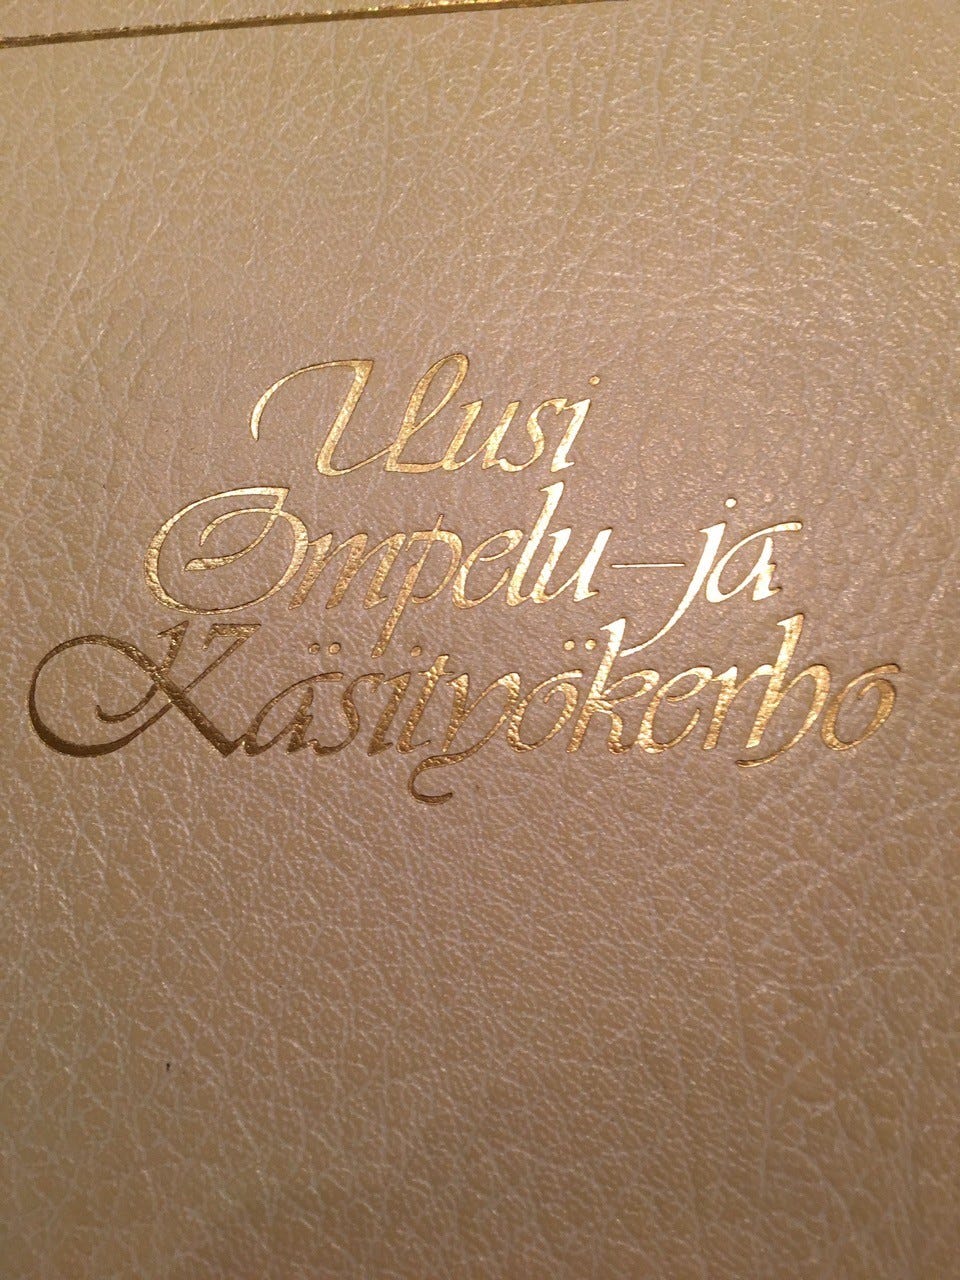 Uusi
Ompelu-ja
Käsityökerho